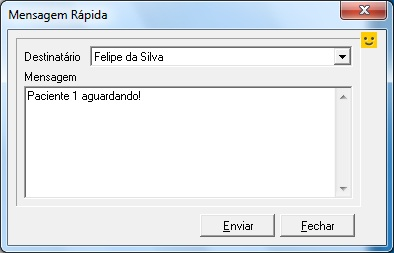 Mensagem Rápida
Destinatário Felipe da Silva
Mensagem
Paciente 1 aguardando!
Enviar Fechar